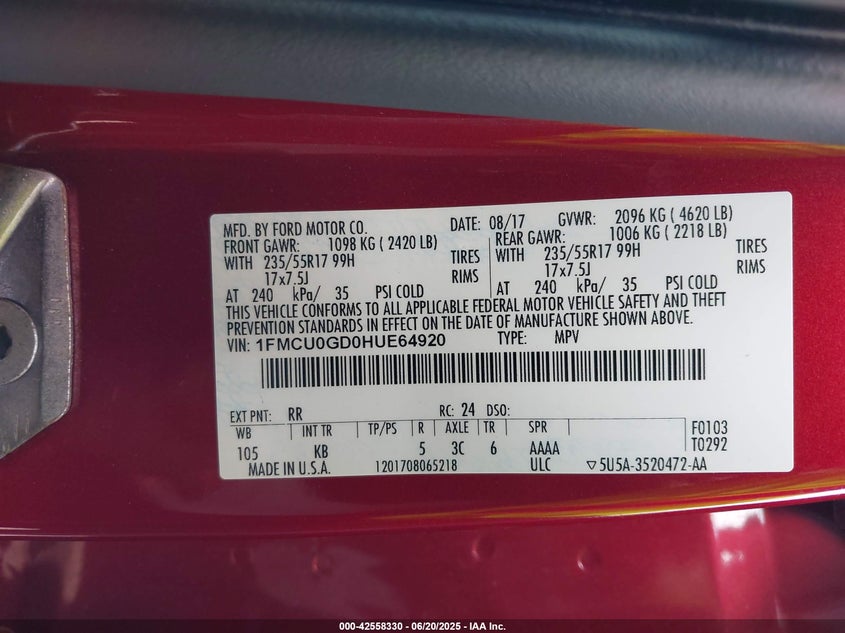 MFD. BY FORD MOTOR CO. DATE: 08/17 GVWR: 2096 KG ( 4620 LB)
FRONT GAWR: 1098 KG ( 2420 LB) REAR GAWR: 1006 KG ( 2218 LB)
WITH 235/55R17 99H TIRES WITH 235/55R17 99H TIRES
17x7.5J RIMS 17x7.5J RIMS
AT 240 kPa/ 35 PSI COLD AT 240 kPa/ 35 PSI COLD
THIS VEHICLE CONFORMS TO ALL APPLICABLE FEDERAL MOTOR VEHICLE SAFETY AND THEFT
PREVENTION STANDARDS IN EFFECT ON THE DATE OF MANUFACTURE SHOWN ABOVE.
VIN: 1FMCU0GD0HUE64920 TYPE: MPV
EXT PNT: RR RC: 24 DSO:
WB INT TR TP/PS R AXLE TR SPR F0103
105 KB 5 3C 6 AAAA T0292
MADE IN U.S.A. 1201708065218 ULC ▽5U5A-3520472-AA
000-42558330 - 06/20/2025 - IAA Inc.